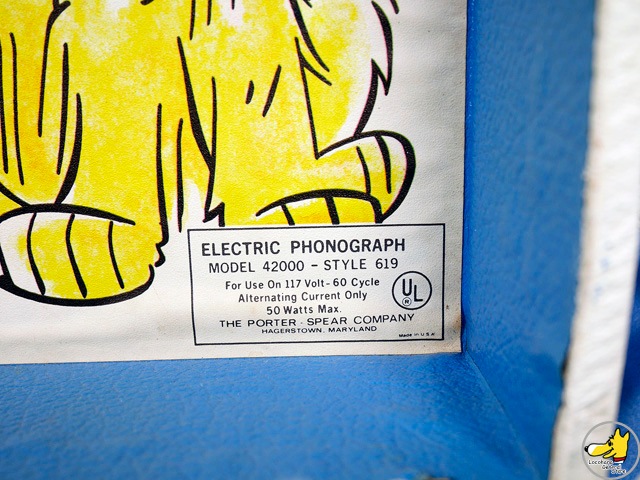 ELECTRIC PHONOGRAPH
MODEL 42000 - STYLE 619
For Use On 117 Volt - 60 Cycle
Alternating Current Only
50 Watts Max.
UL
®
THE PORTER - SPEAR COMPANY
HAGERSTOWN, MARYLAND
Made in U S A